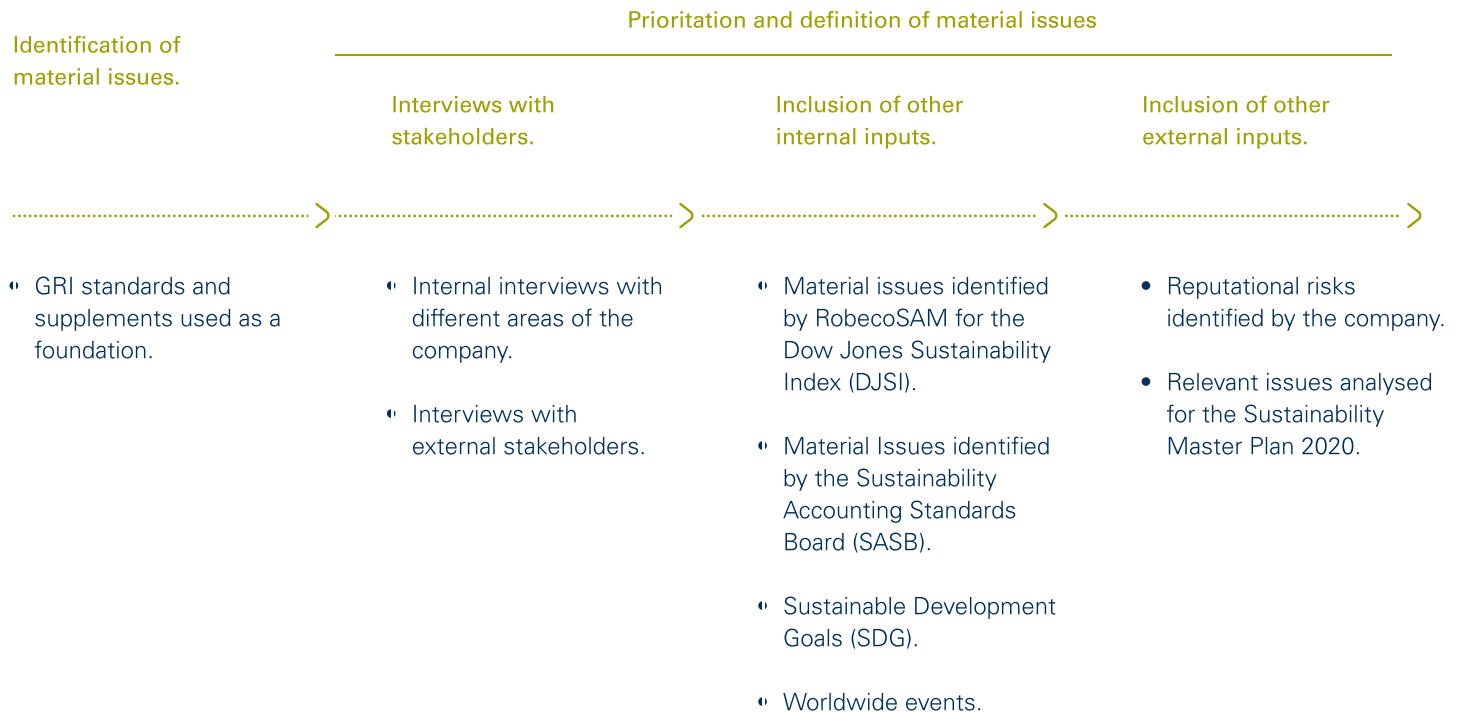 Identification of
material issues.
Prioritation and definition of material issues
Interviews with
stakeholders.
Inclusion of other
internal inputs.
Inclusion of other
external inputs.
GRI standards and
supplements used as a
foundation.
Internal interviews with
different areas of the
company.
Interviews with
external stakeholders.
Material issues identified
by RobecoSAM for the
Dow Jones Sustainability
Index (DJSI).
Material Issues identified
by the Sustainability
Accounting Standards
Board (SASB).
Sustainable Development
Goals (SDG).
Worldwide events.
Reputational risks
identified by the company.
Relevant issues analysed
for the Sustainability
Master Plan 2020.